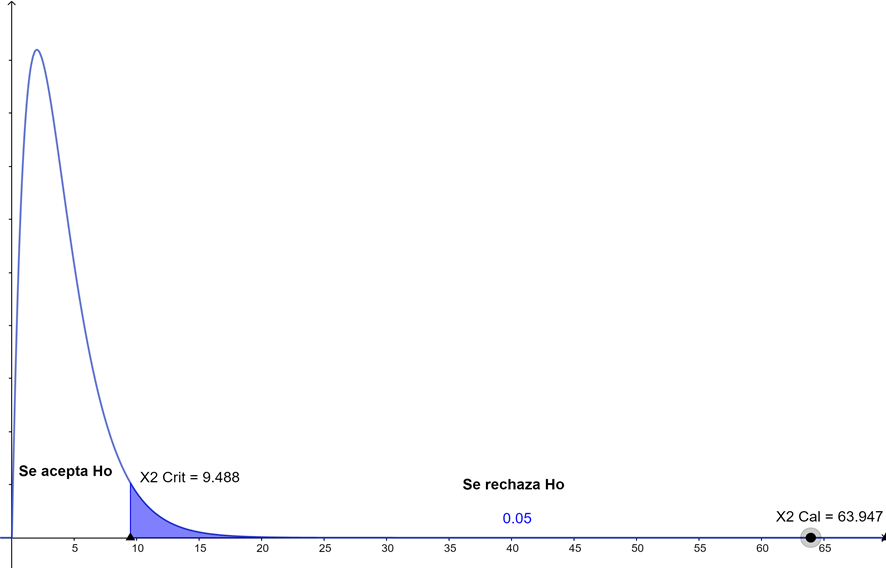 Se acepta Ho
X2 Crit = 9.488
Se rechaza Ho
0.05
X2 Cal = 63.947
5 10 15 20 25 30 35 40 45 50 55 60 65